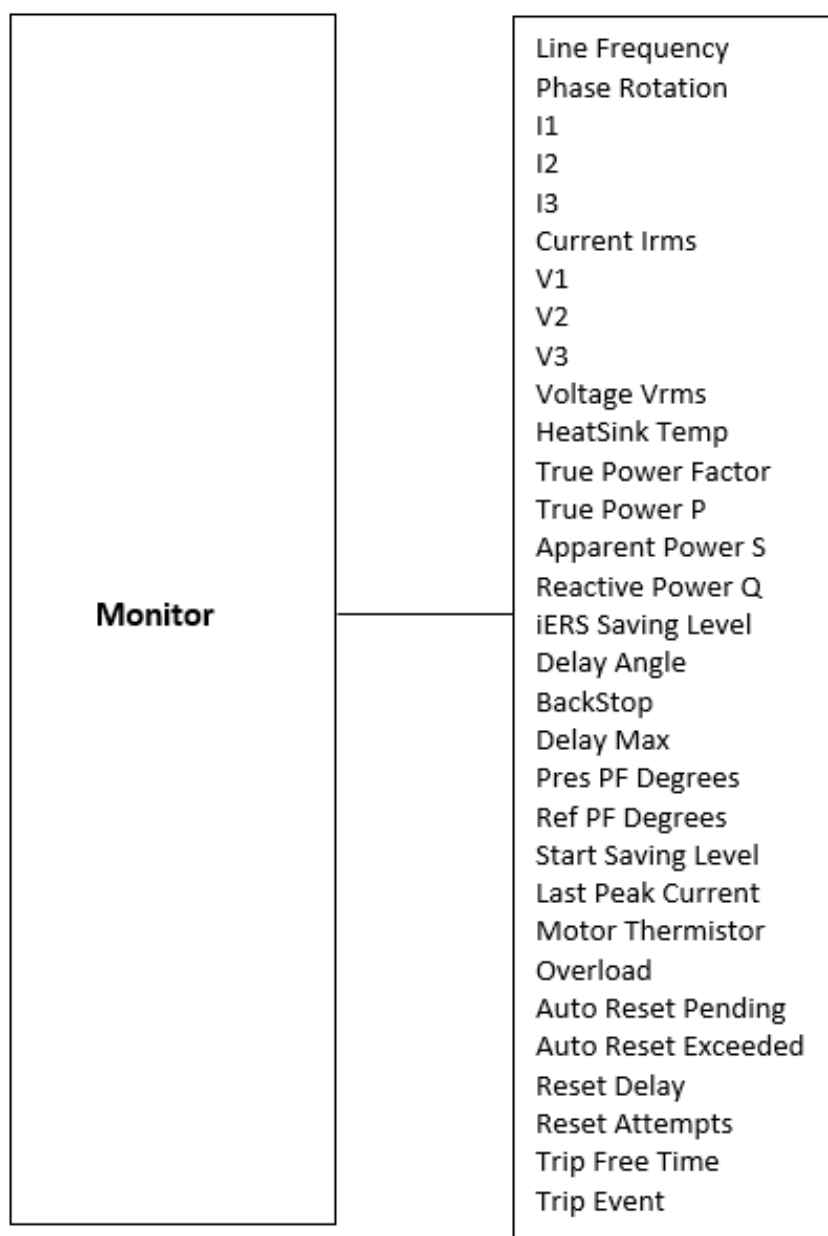 Monitor
Line Frequency
Phase Rotation
I1
I2
I3
Current Irms
V1
V2
V3
Voltage Vrms
HeatSink Temp
True Power Factor
True Power P
Apparent Power S
Reactive Power Q
iERS Saving Level
Delay Angle
BackStop
Delay Max
Pres PF Degrees
Ref PF Degrees
Start Saving Level
Last Peak Current
Motor Thermistor
Overload
Auto Reset Pending
Auto Reset Exceeded
Reset Delay
Reset Attempts
Trip Free Time
Trip Event